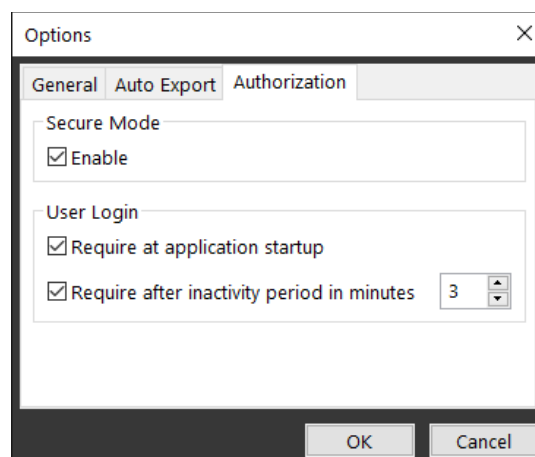 Options
General Auto Export Authorization
Secure Mode
Enable
User Login
Require at application startup
Require after inactivity period in minutes 3
OK Cancel